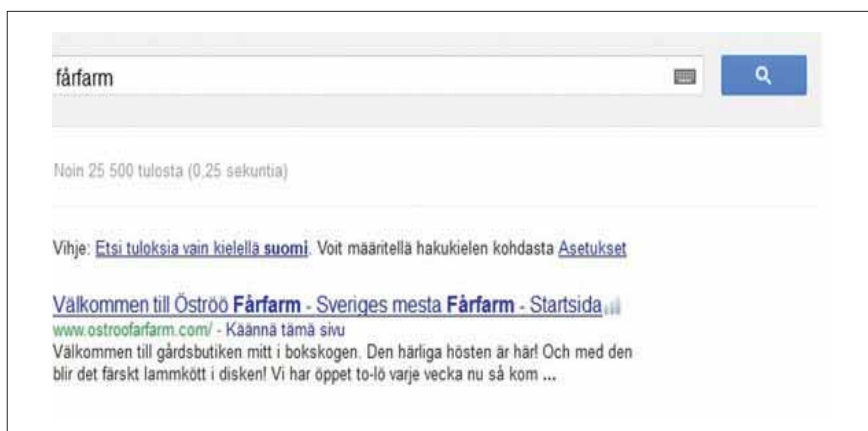 fårfarm
Noin 25 500 tulosta (0,25 sekuntia)
Vihje: Etsi tuloksia vain kielellä suomi. Voit määritellä hakukielen kohdasta Asetukset
Välkommen till Öströö Fårfarm - Sveriges mesta Fårfarm - Startsida
www.ostroofarfarm.com/ - Käännä tämä sivu
Välkommen till gårdsbutiken mitt i bokskogen. Den härliga hösten är här! Och med den
blir det färskt lammkött i disken! Vi har öppet to-lö varje vecka nu så kom ...